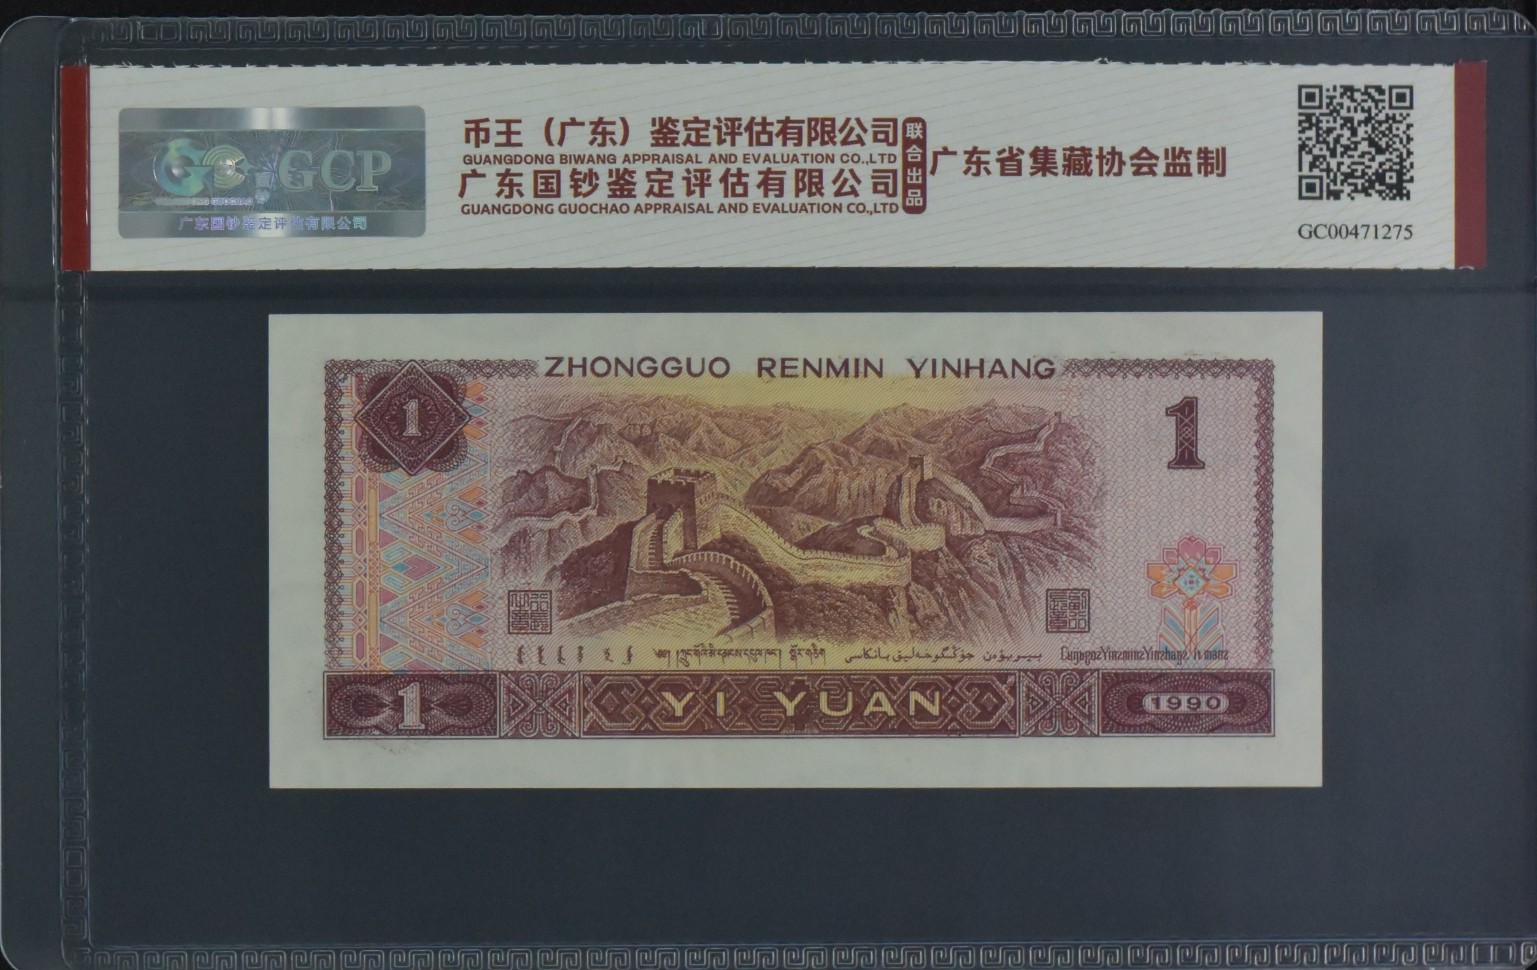 GCP
广东国钞鉴定评估有限公司
币王（广东）鉴定评估有限公司
GUANGDONG BIWANG APPRAISAL AND EVALUATION CO.,LTD
广东国钞鉴定评估有限公司
GUANGDONG GUOCHAO APPRAISAL AND EVALUATION CO.,LTD
联合出品
广东省集藏协会监制
GC00471275
ZHONGGUO RENMIN YINHANG
1
1
1
YI YUAN
1990